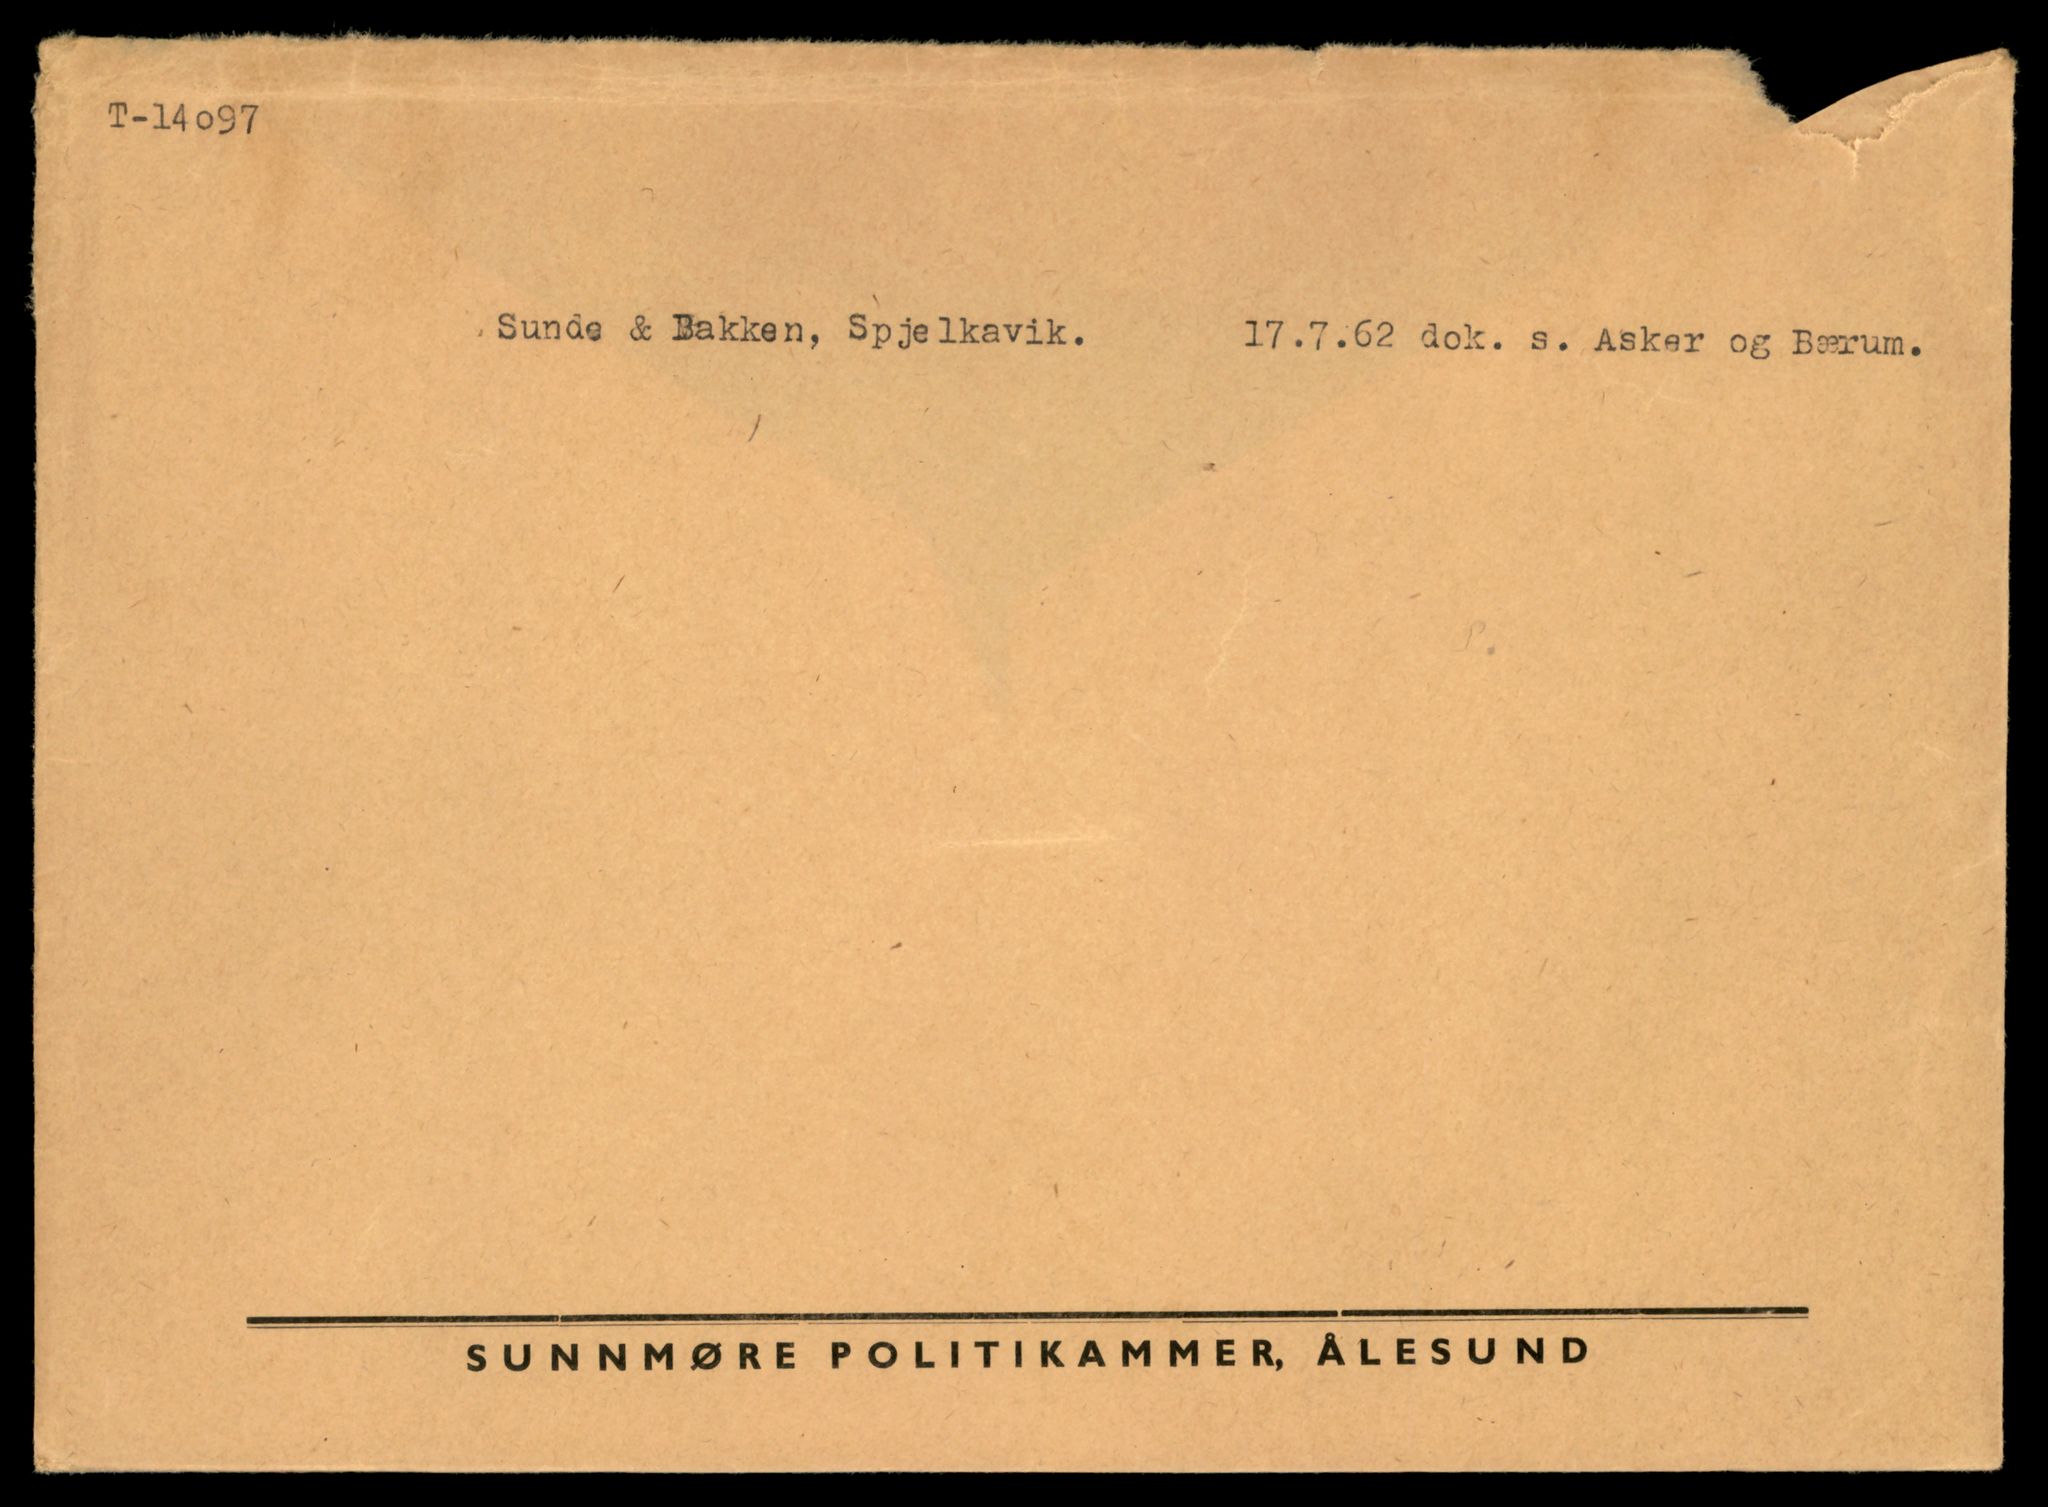 T-14o97
Sunde & Bakken, Spjelkavik. 17.7.62 dok. s. Asker og Bærum.
SUNNMØRE POLITIKAMMER, ÅLESUND